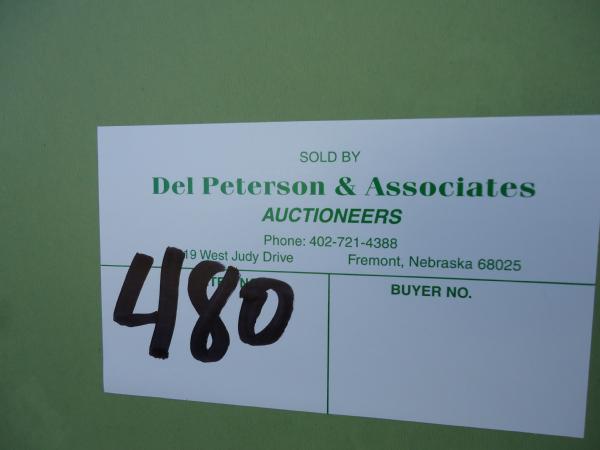 SOLD BY
Del Peterson & Associates
AUCTIONEERS
Phone: 402-721-4388
West Judy Drive Fremont, Nebraska 68025
BUYER NO.
480